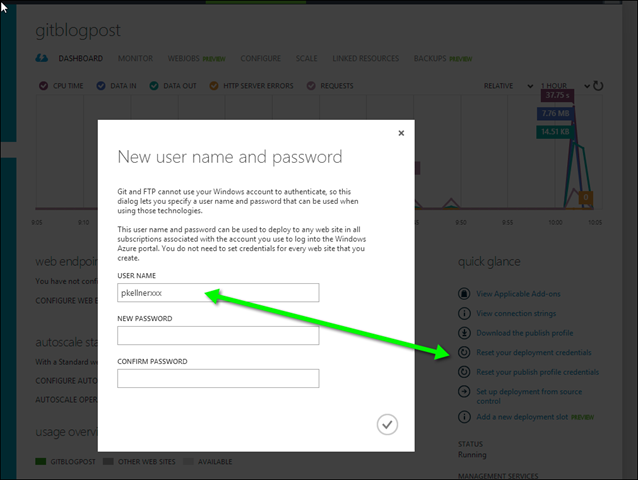 gitblogpost
DASHBOARD MONITOR WEBJOBS PREVIEW CONFIGURE SCALE LINKED RESOURCES BACKUPS PREVIEW
CPU TIME DATA IN DATA OUT HTTP SERVER ERRORS REQUESTS RELATIVE 1 HOUR
37.75 s
7.76 MB
14.51 KB
0
9:05 9:10 9:50 9:55 10:00 10:05
New user name and password
Git and FTP cannot use your Windows account to authenticate, so this
dialog lets you specify a user name and password that can be used when
using those technologies.
This user name and password can be used to deploy to any web site in all
subscriptions associated with the account you use to log into the Windows
Azure portal. You do not need to set credentials for every web site that you
create.
USER NAME
pkellnerxxx
NEW PASSWORD
CONFIRM PASSWORD
web endpoin
You have not conf
CONFIGURE WEB E
autoscale sta
With a Standard we
CONFIGURE AUTO
AUTOSCALE OPER
usage overvi
GITBLOGPOST OTHER WEB SITES AVAILABLE
quick glance
View Applicable Add-ons
View connection strings
Download the publish profile
Reset your deployment credentials
Reset your publish profile credentials
Set up deployment from source
control
Add a new deployment slot PREVIEW
STATUS
Running
MANAGEMENT SERVICES